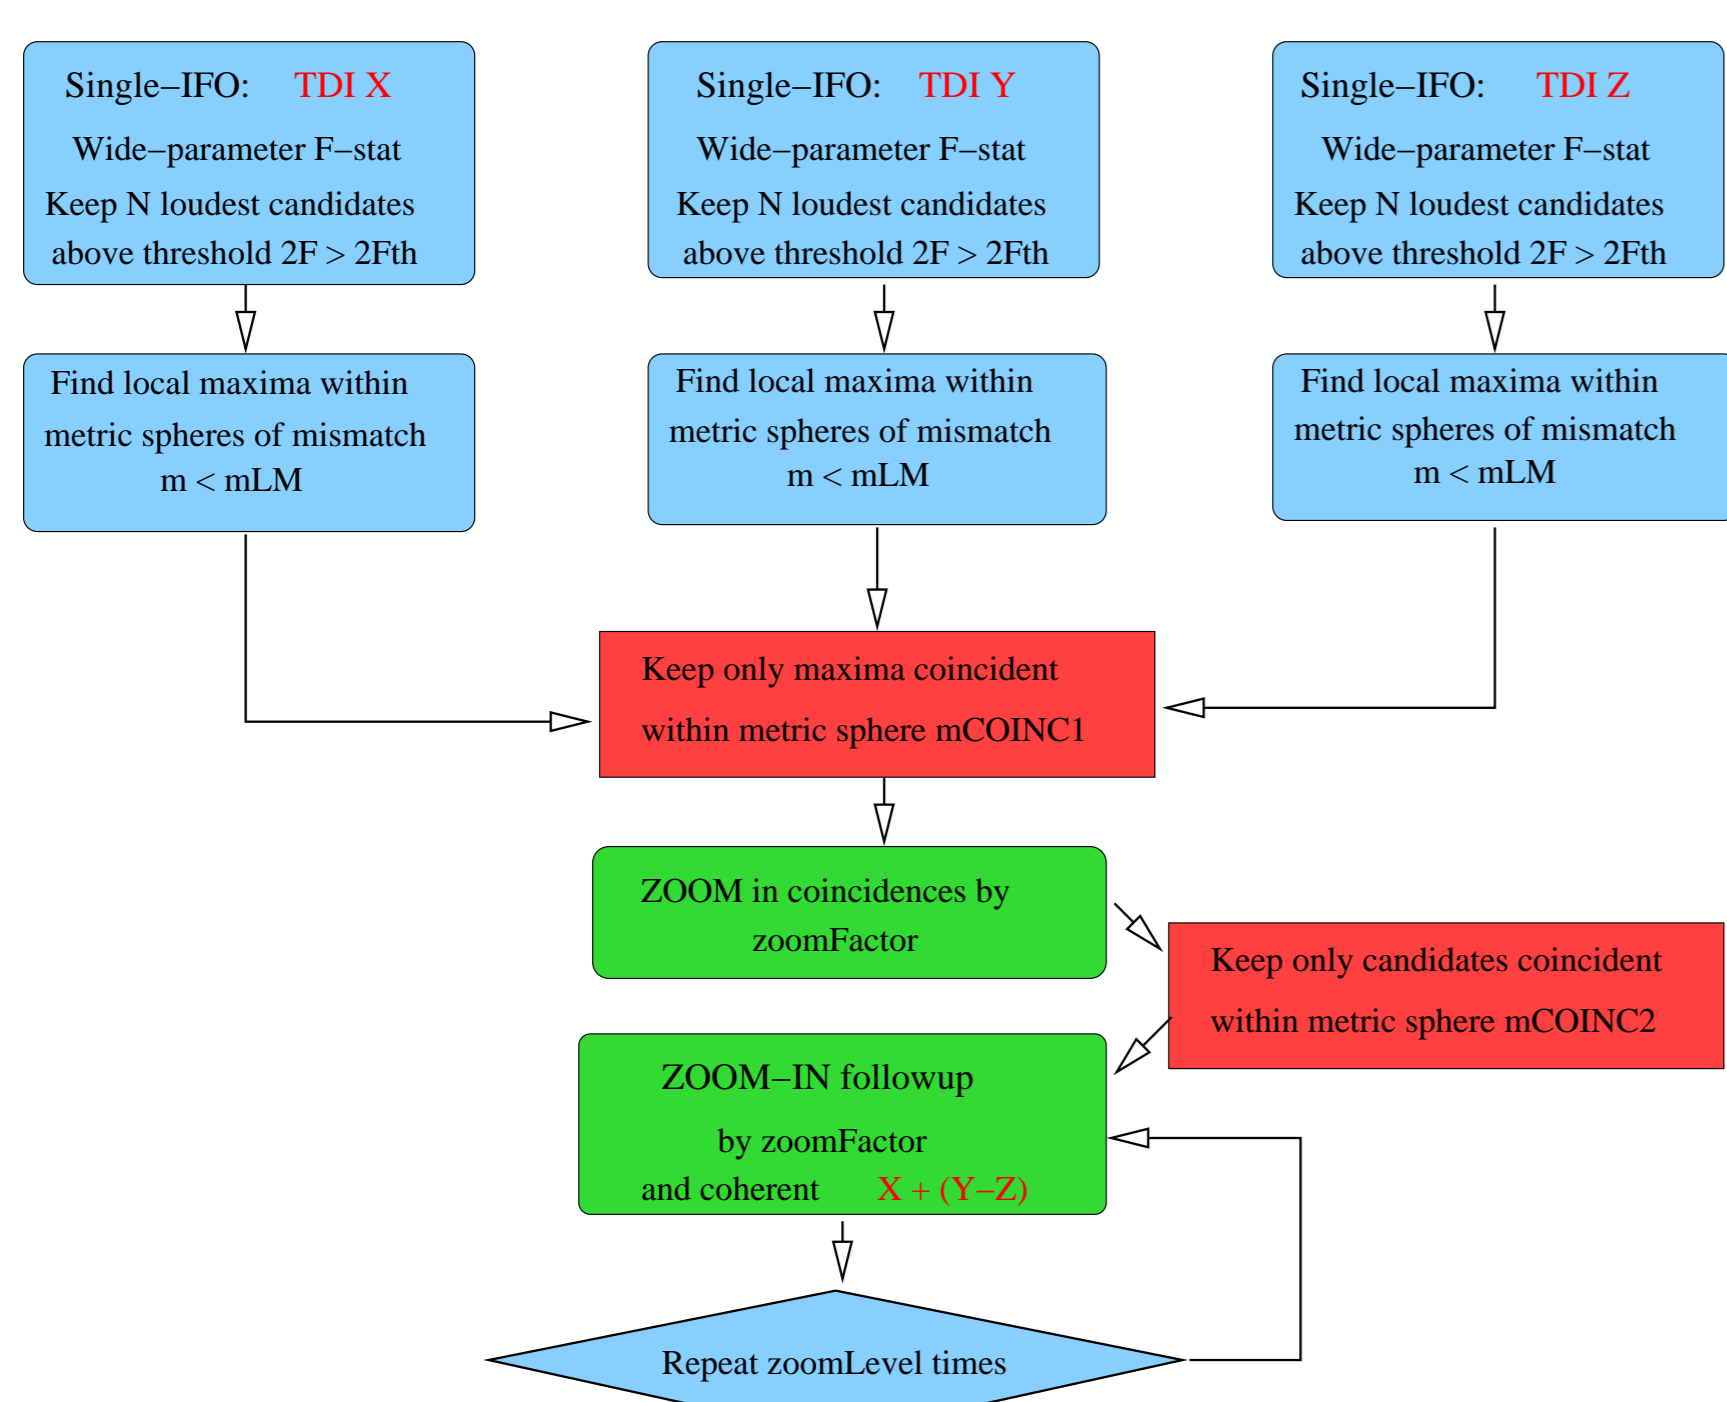 Single−IFO: TDI X
Wide−parameter F−stat
Keep N loudest candidates
above threshold 2F > 2Fth
Single−IFO: TDI Y
Wide−parameter F−stat
Keep N loudest candidates
above threshold 2F > 2Fth
Single−IFO: TDI Z
Wide−parameter F−stat
Keep N loudest candidates
above threshold 2F > 2Fth
Find local maxima within
metric spheres of mismatch
m < mLM
Find local maxima within
metric spheres of mismatch
m < mLM
Find local maxima within
metric spheres of mismatch
m < mLM
Keep only maxima coincident
within metric sphere mCOINC1
ZOOM in coincidences by
zoomFactor
Keep only candidates coincident
within metric sphere mCOINC2
ZOOM−IN followup
by zoomFactor
and coherent X + (Y−Z)
Repeat zoomLevel times